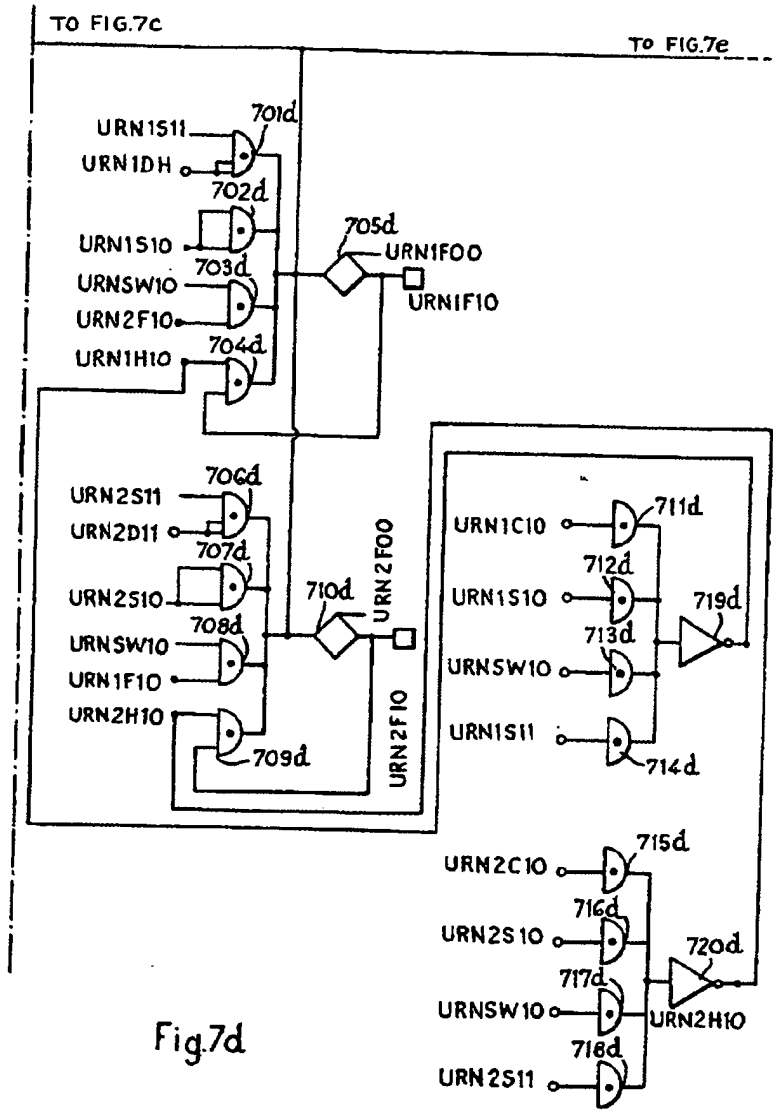 TO FIG.7c
TO FIG.7e
URN1S11
701d
URN1DH
702d
URN1S10
705d
URN1F00
703d
URNSW10
URN1F10
URN2F10
URN1H10
704d
URN2S11
706d
URN2D11
707d
URN2S10
710d
URN2F00
708d
URNSW10
URN1F10
URN2H10
709d
URN2F10
URN1C10
711d
712d
URN1S10
719d
713d
URNSW10
URN1S11
714d
URN2C10
715d
716d
URN2S10
720d
717d
URNSW10
URN2H10
718d
URN2S11
Fig.7d